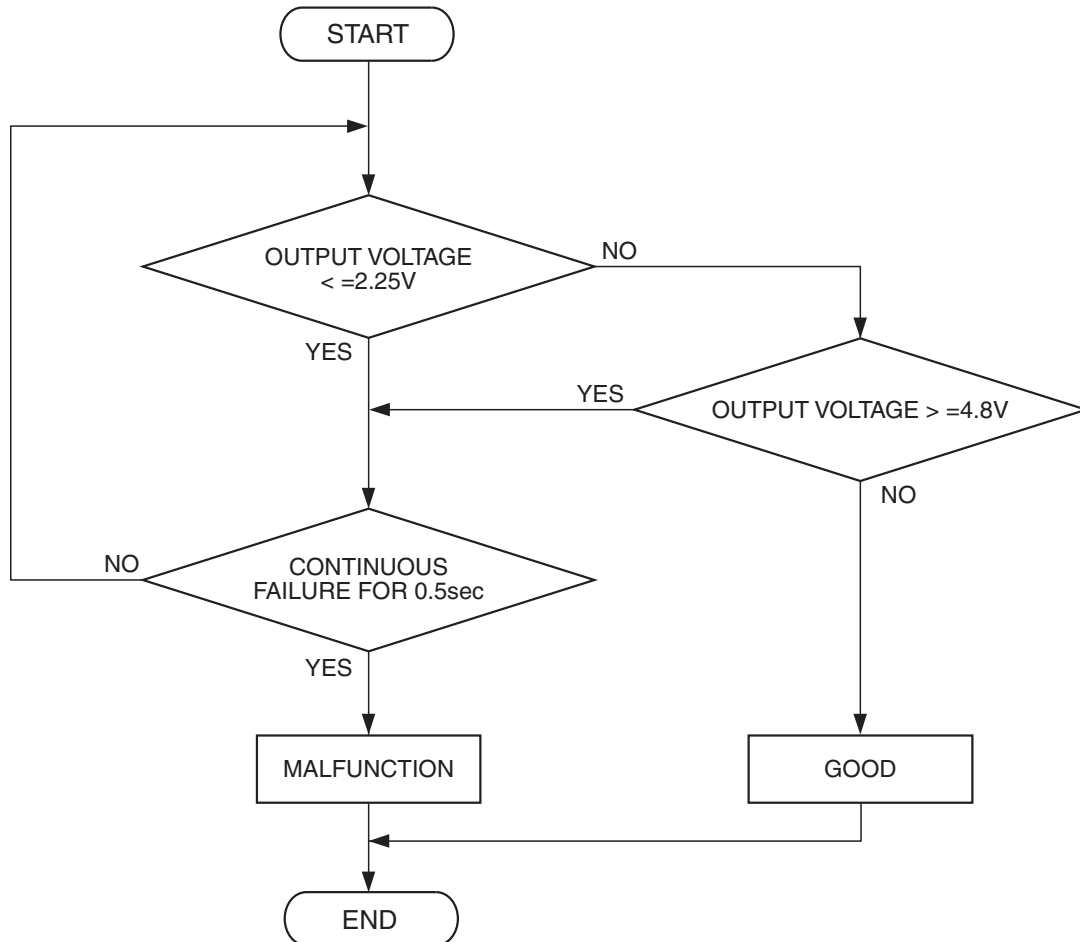 START
OUTPUT VOLTAGE
< =2.25V
NO
YES
YES
OUTPUT VOLTAGE > =4.8V
NO
NO
CONTINUOUS
FAILURE FOR 0.5sec
YES
MALFUNCTION
GOOD
END